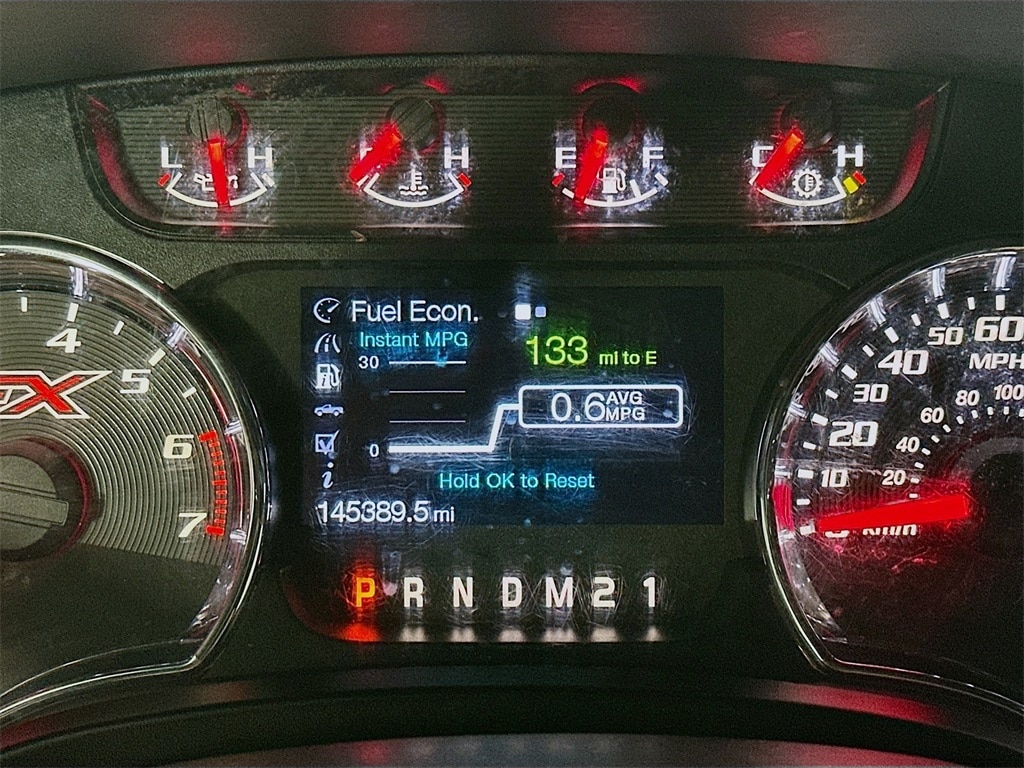 L H C H E F C H
Fuel Econ.
Instant MPG
30
133 mi to E
0.6 AVG MPG
0
Hold OK to Reset
145389.5 mi
P R N D M 2 1
4
5
6
7
10 20 30 40 50 60
MPH
20 40 60 80 100
km/h